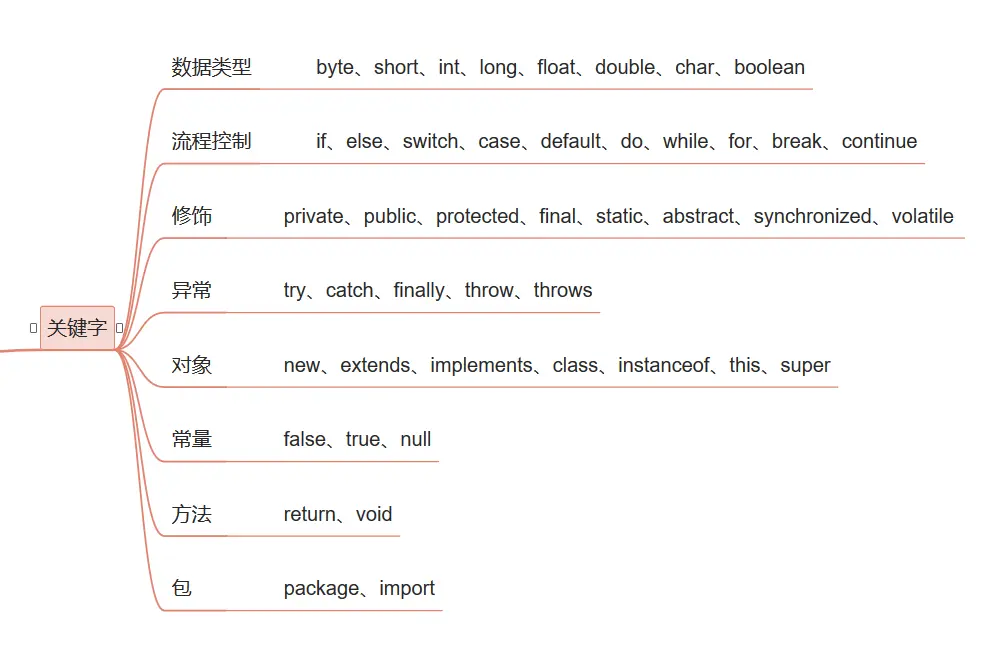 数据类型 byte、short、int、long、float、double、char、boolean
流程控制 if、else、switch、case、default、do、while、for、break、continue
修饰 private、public、protected、final、static、abstract、synchronized、volatile
异常 try、catch、finally、throw、throws
关键字
对象 new、extends、implements、class、instanceof、this、super
常量 false、true、null
方法 return、void
包 package、import